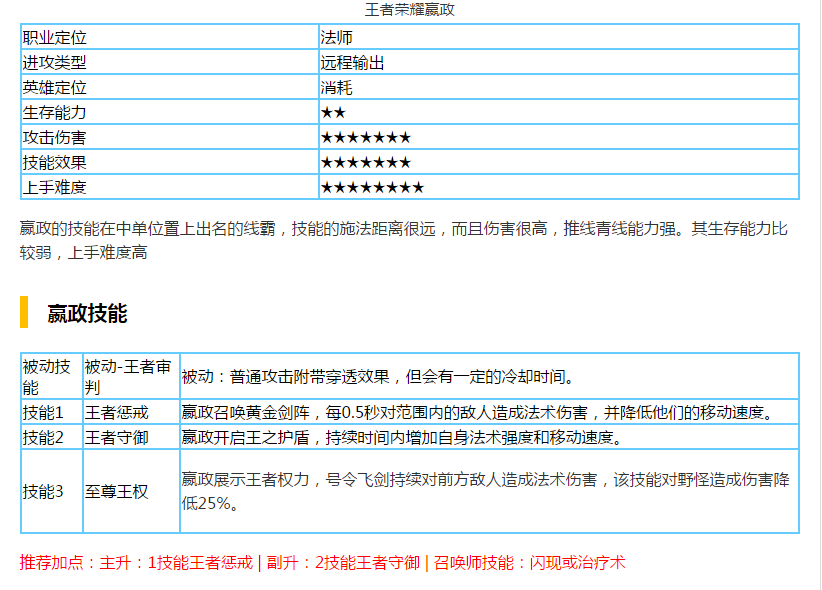 王者荣耀嬴政
职业定位 法师
进攻类型 远程输出
英雄定位 消耗
生存能力 ★★
攻击伤害 ★★★★★★★
技能效果 ★★★★★★★
上手难度 ★★★★★★★★
嬴政的技能在中单位置上出名的线霸，技能的施法距离很远，而且伤害很高，推线青线能力强。其生存能力比
较弱，上手难度高
嬴政技能
被动技
能
被动-王者审
判
被动：普通攻击附带穿透效果，但会有一定的冷却时间。
技能1 王者惩戒 嬴政召唤黄金剑阵，每0.5秒对范围内的敌人造成法术伤害，并降低他们的移动速度。
技能2 王者守御 嬴政开启王之护盾，持续时间内增加自身法术强度和移动速度。
技能3 至尊王权
嬴政展示王者权力，号令飞剑持续对前方敌人造成法术伤害，该技能对野怪造成伤害降
低25%。
推荐加点：主升：1技能王者惩戒 | 副升：2技能王者守御 | 召唤师技能：闪现或治疗术